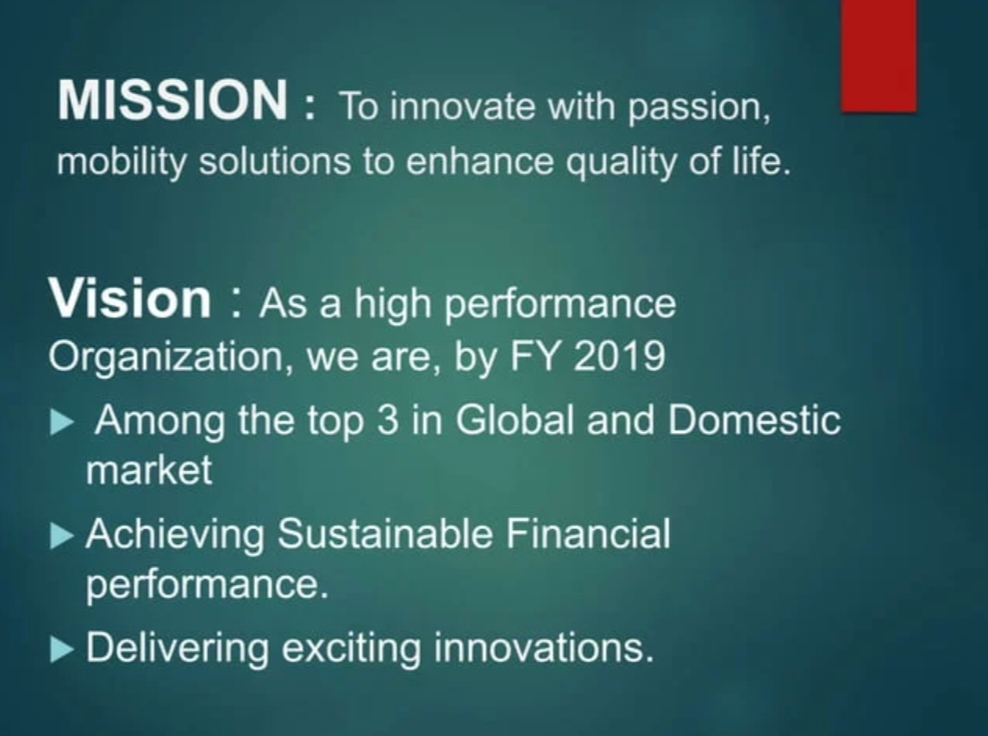 MISSION : To innovate with passion,
mobility solutions to enhance quality of life.
Vision : As a high performance
Organization, we are, by FY 2019
Among the top 3 in Global and Domestic
market
Achieving Sustainable Financial
performance.
Delivering exciting innovations.